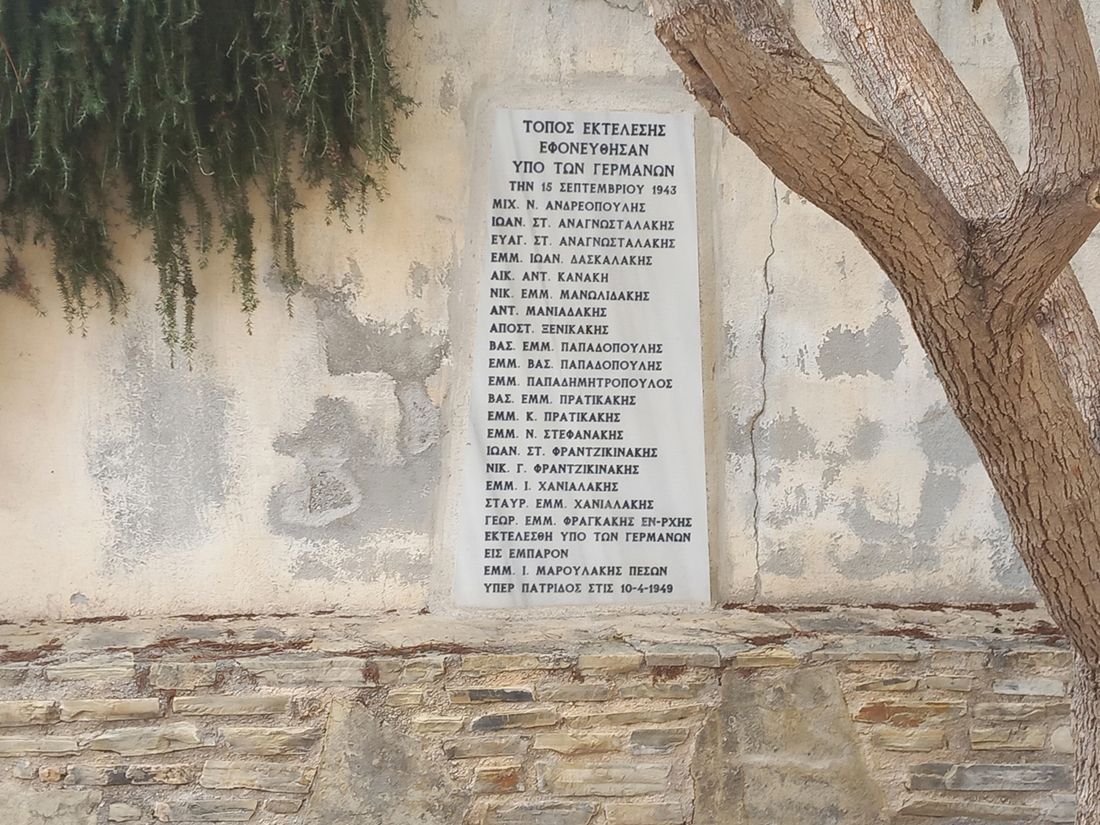 ΤΟΠΟΣ ΕΚΤΕΛΕΣΗΣ
ΕΦΟΝΕΥΘΗΣΑΝ
ΥΠΟ ΤΩΝ ΓΕΡΜΑΝΩΝ
ΤΗΝ 15 ΣΕΠΤΕΜΒΡΙΟΥ 1943
ΜΙΧ. Ν. ΑΝΔΡΕΟΠΟΥΛΗΣ
ΙΩΑΝ. ΣΤ. ΑΝΑΓΝΩΣΤΑΛΑΚΗΣ
ΕΥΑΓ. ΣΤ. ΑΝΑΓΝΩΣΤΑΛΑΚΗΣ
ΕΜΜ. ΙΩΑΝ. ΔΑΣΚΑΛΑΚΗΣ
ΑΙΚ. ΑΝΤ. ΚΑΝΑΚΗ
ΝΙΚ. ΕΜΜ. ΜΑΝΩΛΙΔΑΚΗΣ
ΑΝΤ. ΜΑΝΙΑΔΑΚΗΣ
ΑΠΟΣΤ. ΞΕΝΙΚΑΚΗΣ
ΒΑΣ. ΕΜΜ. ΠΑΠΑΔΟΠΟΥΛΗΣ
ΕΜΜ. ΒΑΣ. ΠΑΠΑΔΟΠΟΥΛΗΣ
ΕΜΜ. ΠΑΠΑΔΗΜΗΤΡΟΠΟΥΛΟΣ
ΒΑΣ. ΕΜΜ. ΠΡΑΤΙΚΑΚΗΣ
ΕΜΜ. Κ. ΠΡΑΤΙΚΑΚΗΣ
ΕΜΜ. Ν. ΣΤΕΦΑΝΑΚΗΣ
ΙΩΑΝ. ΣΤ. ΦΡΑΝΤΖΙΚΙΝΑΚΗΣ
ΝΙΚ. Γ. ΦΡΑΝΤΖΙΚΙΝΑΚΗΣ
ΕΜΜ. Ι. ΧΑΝΙΑΛΑΚΗΣ
ΣΤΑΥΡ. ΕΜΜ. ΧΑΝΙΑΛΑΚΗΣ
ΓΕΩΡ. ΕΜΜ. ΦΡΑΓΚΑΚΗΣ ΕΝ-ΡΧΗΣ
ΕΚΤΕΛΕΣΘΗ ΥΠΟ ΤΩΝ ΓΕΡΜΑΝΩΝ
ΕΙΣ ΕΜΠΑΡΟΝ
ΕΜΜ. Ι. ΜΑΡΟΥΛΑΚΗΣ ΠΕΣΩΝ
ΥΠΕΡ ΠΑΤΡΙΔΟΣ ΣΤΙΣ 10-4-1949